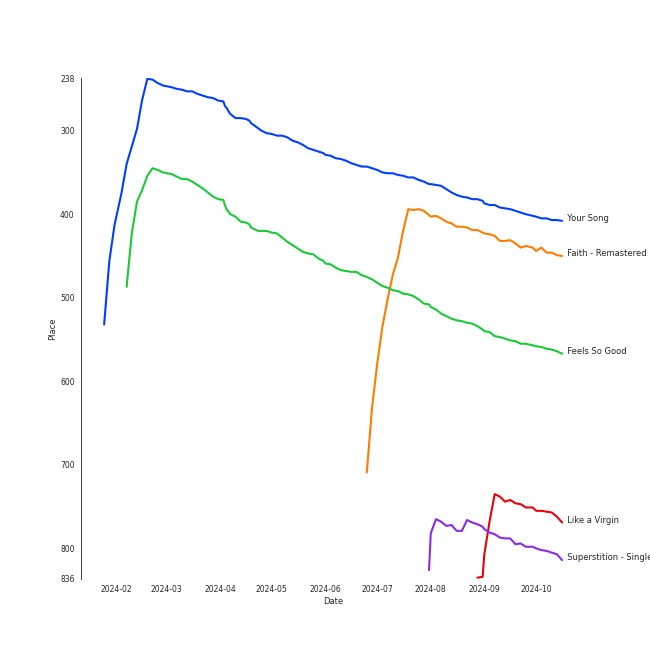 238
300
400
500
600
700
800
836
Place
2024-02 2024-03 2024-04 2024-05 2024-06 2024-07 2024-08 2024-09 2024-10
Date
Your Song
Faith - Remastered
Feels So Good
Like a Virgin
Superstition - Single